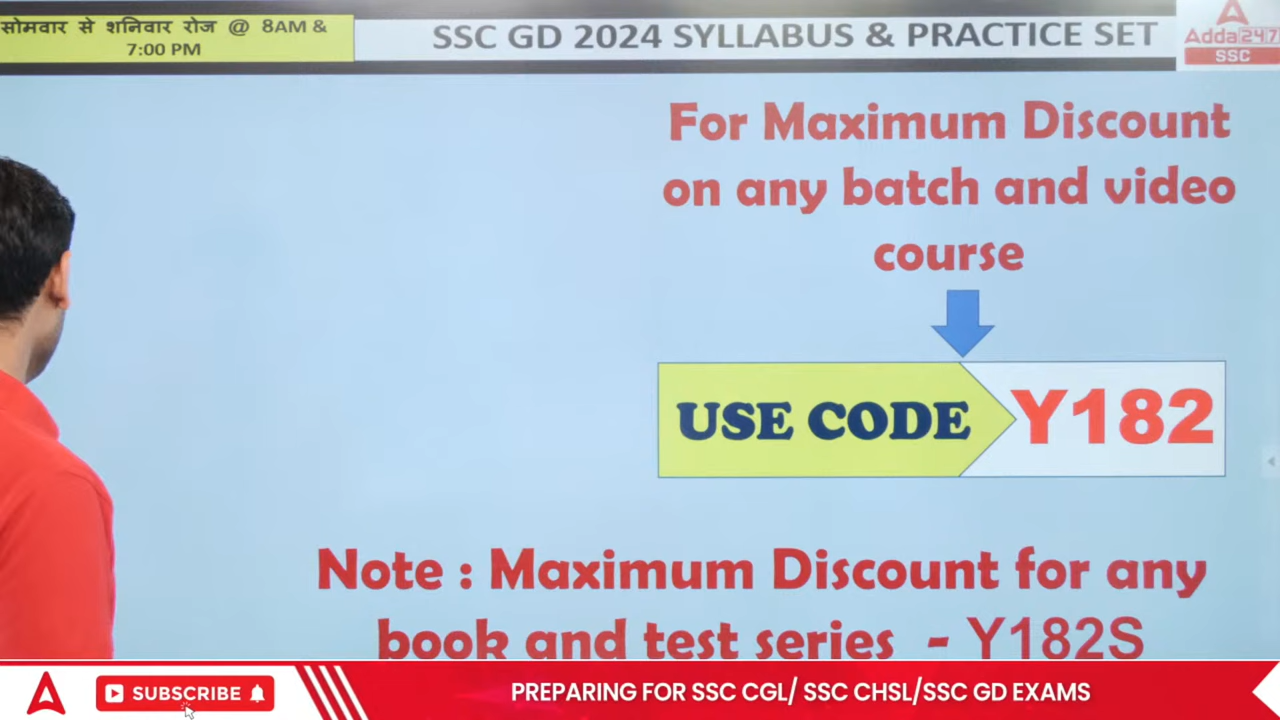 सोमवार से शनिवार रोज @ 8AM &
7:00 PM
SSC GD 2024 SYLLABUS & PRACTICE SET
Adda 247
SSC
For Maximum Discount
on any batch and video
course
USE CODE Y182
Note : Maximum Discount for any
book and test series - Y182S
SUBSCRIBE
PREPARING FOR SSC CGL/ SSC CHSL/SSC GD EXAMS